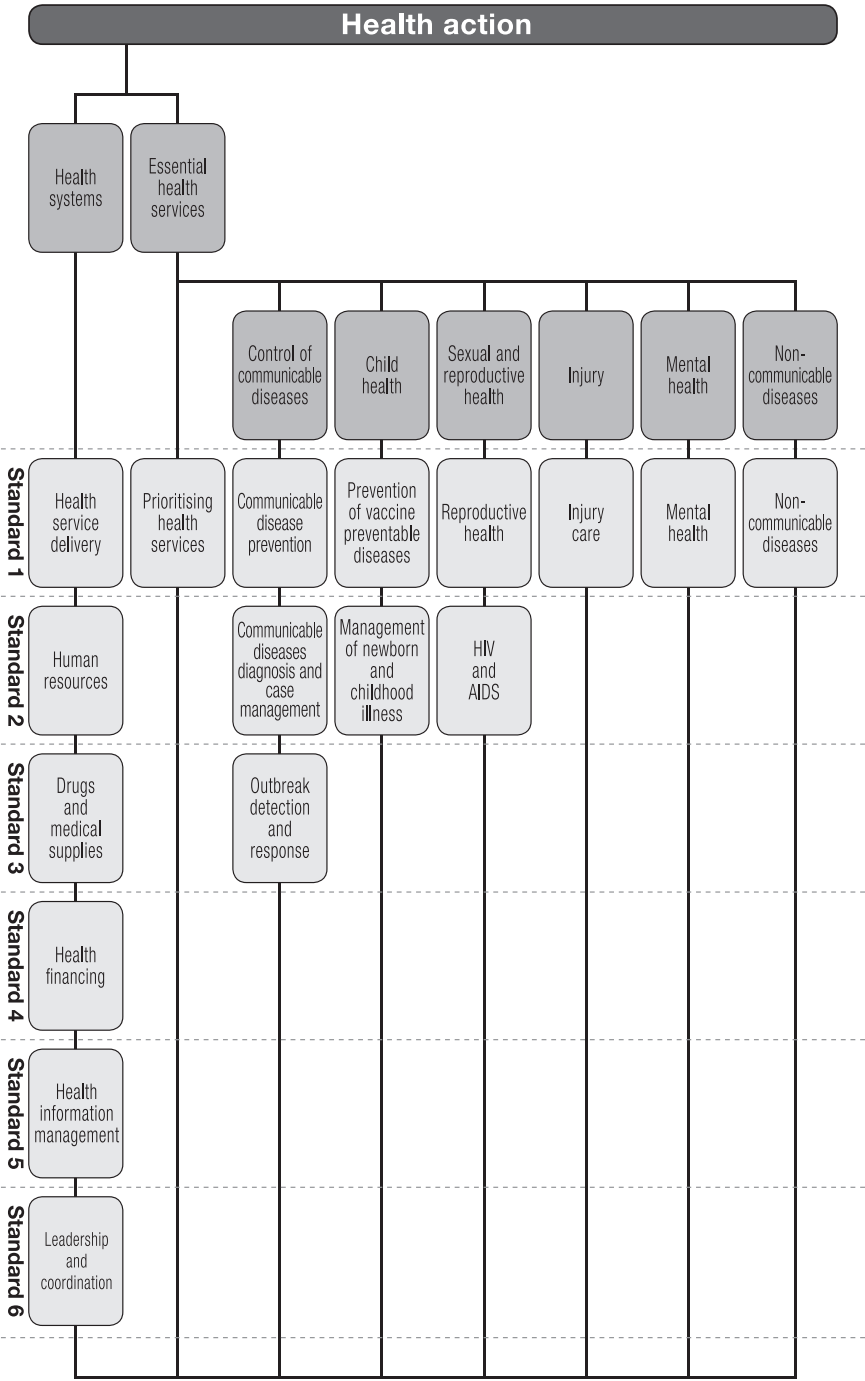 Health action
Health
systems
Essential
health
services
Control of
communicable
diseases
Child
health
Sexual and
reproductive
health
Injury
Mental
health
Non-
communicable
diseases
Standard 1
Health
service
delivery
Prioritising
health
services
Communicable
disease
prevention
Prevention
of vaccine
preventable
diseases
Reproductive
health
Injury
care
Mental
health
Non-
communicable
diseases
Standard 2
Human
resources
Communicable
diseases
diagnosis and
case
management
Management
of newborn
and
childhood
illness
HIV
and
AIDS
Standard 3
Drugs
and
medical
supplies
Outbreak
detection
and
response
Standard 4
Health
financing
Standard 5
Health
information
management
Standard 6
Leadership
and
coordination